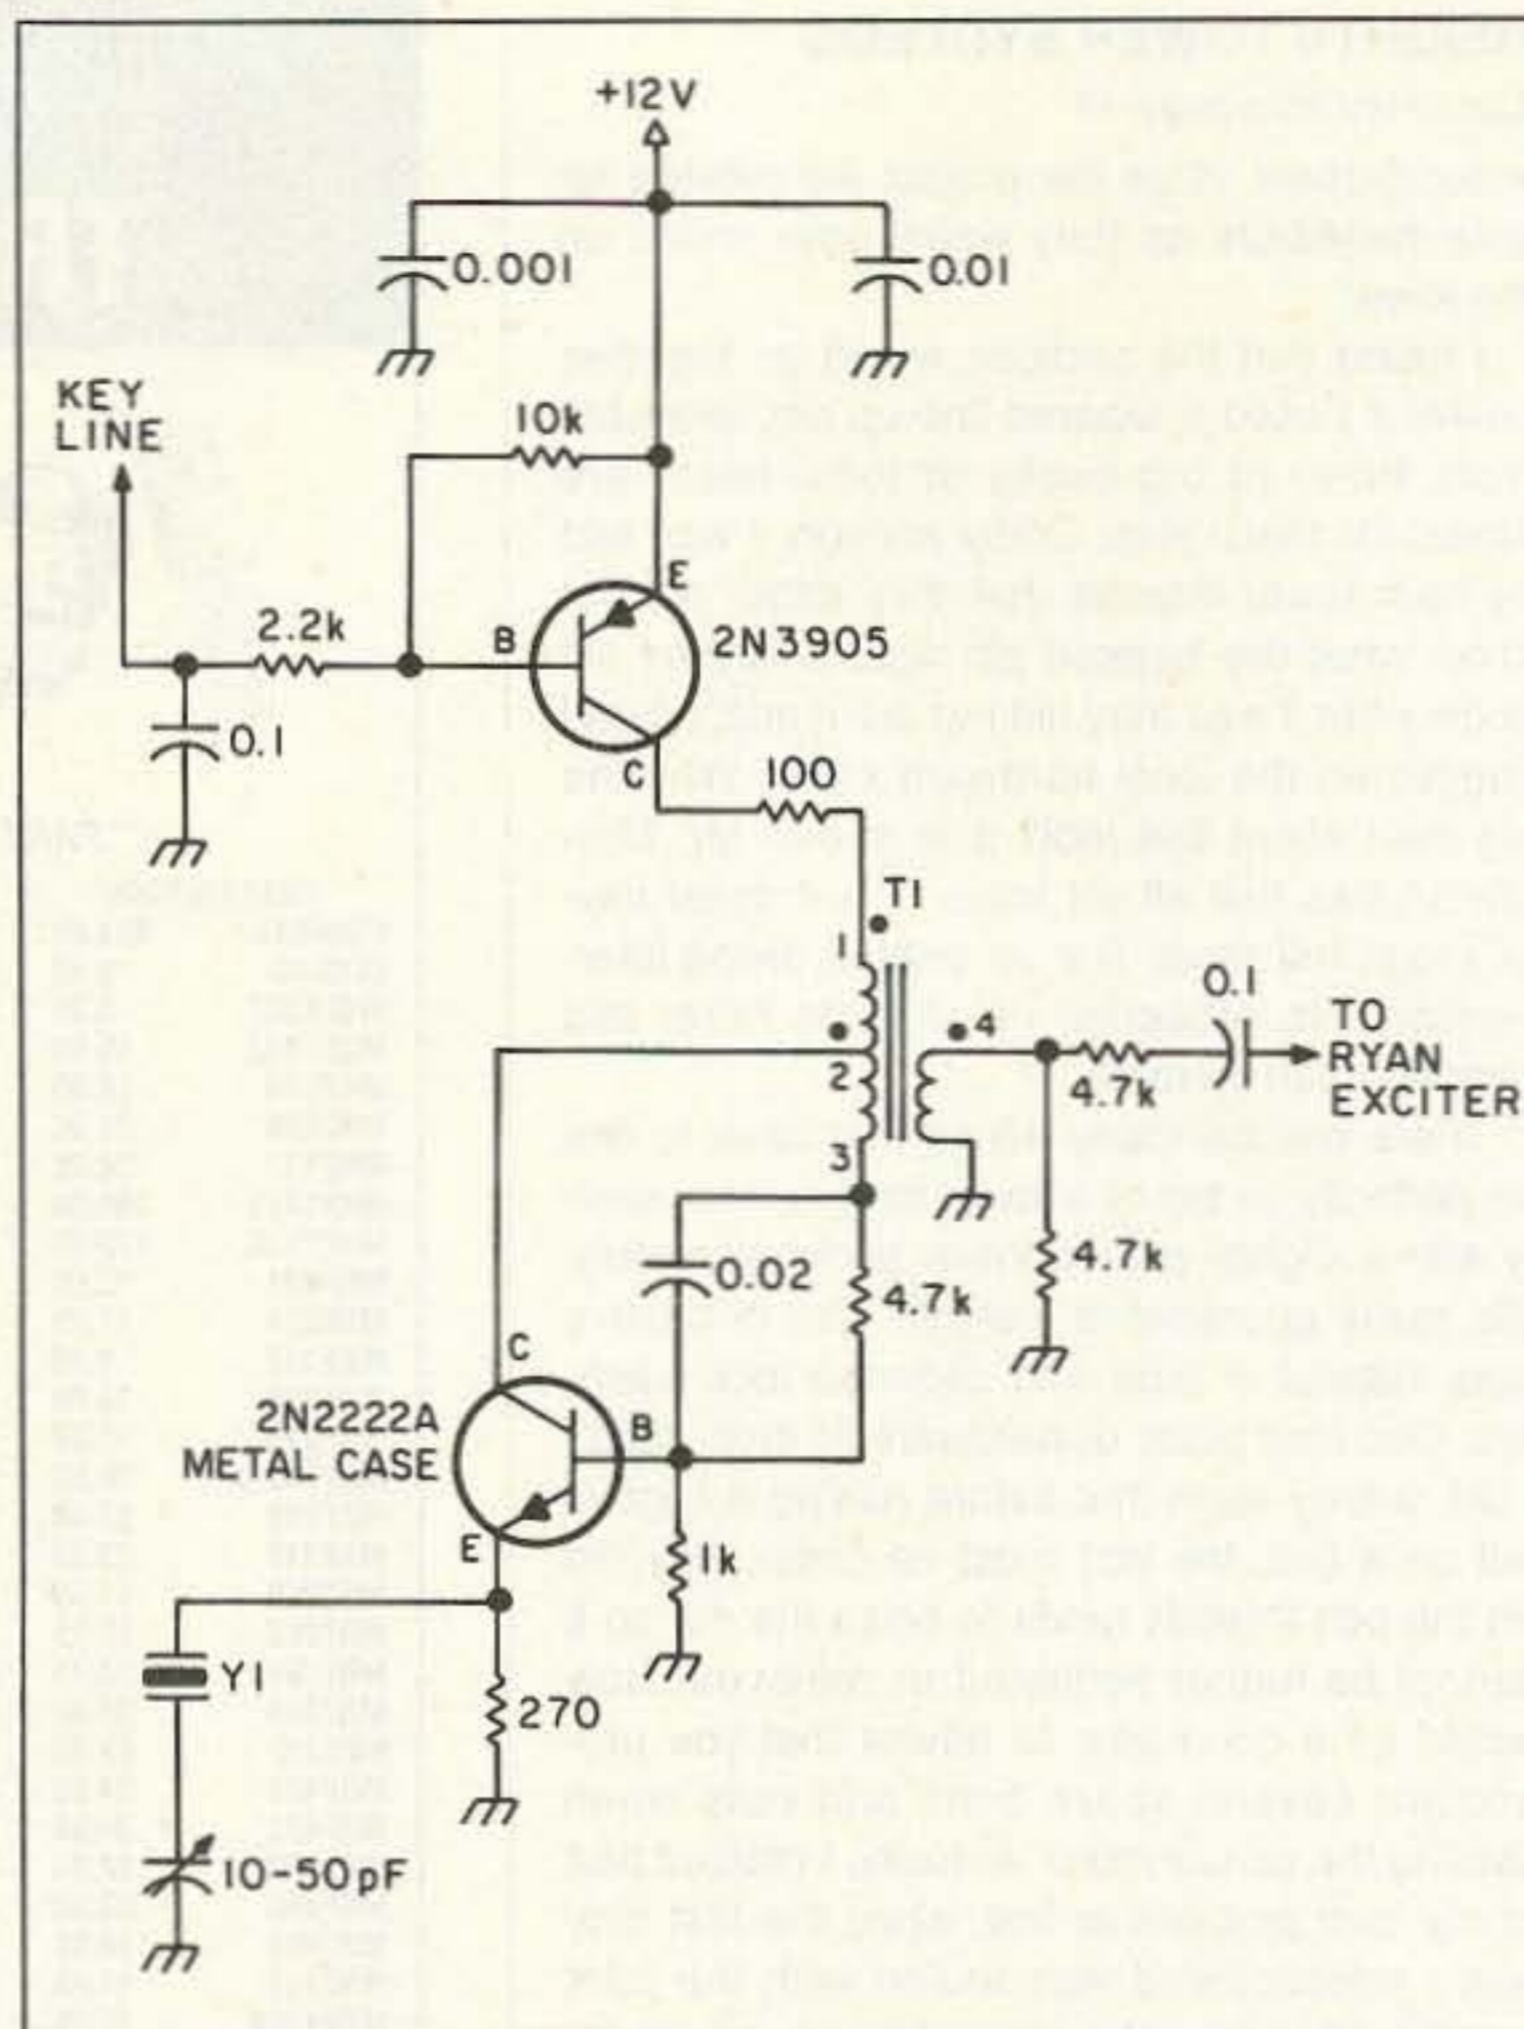 +12V
0.001
0.01
KEY
LINE
10k
E
2.2k
B
2N3905
0.1
C
100
T1
1
0.1
4
TO
RYAN
EXCITER
2
4.7k
3
0.02
4.7k
4.7k
C
2N2222A
METAL CASE
B
E
1k
Y1
270
10-50pF